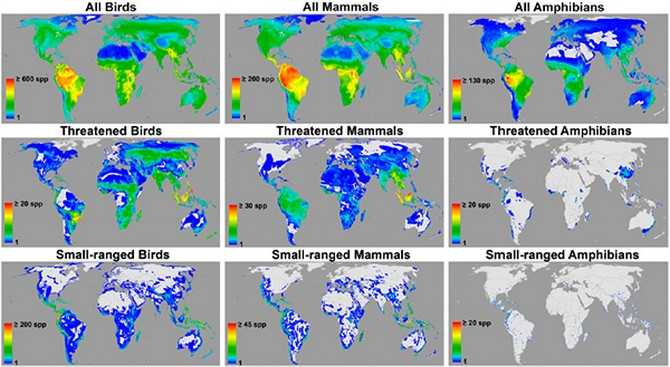 All Birds
All Mammals
All Amphibians
≥ 600 spp
1
≥ 260 spp
1
≥ 130 spp
1
Threatened Birds
Threatened Mammals
Threatened Amphibians
≥ 20 spp
1
≥ 30 spp
1
≥ 20 spp
1
Small-ranged Birds
Small-ranged Mammals
Small-ranged Amphibians
≥ 200 spp
1
≥ 45 spp
1
≥ 20 spp
1